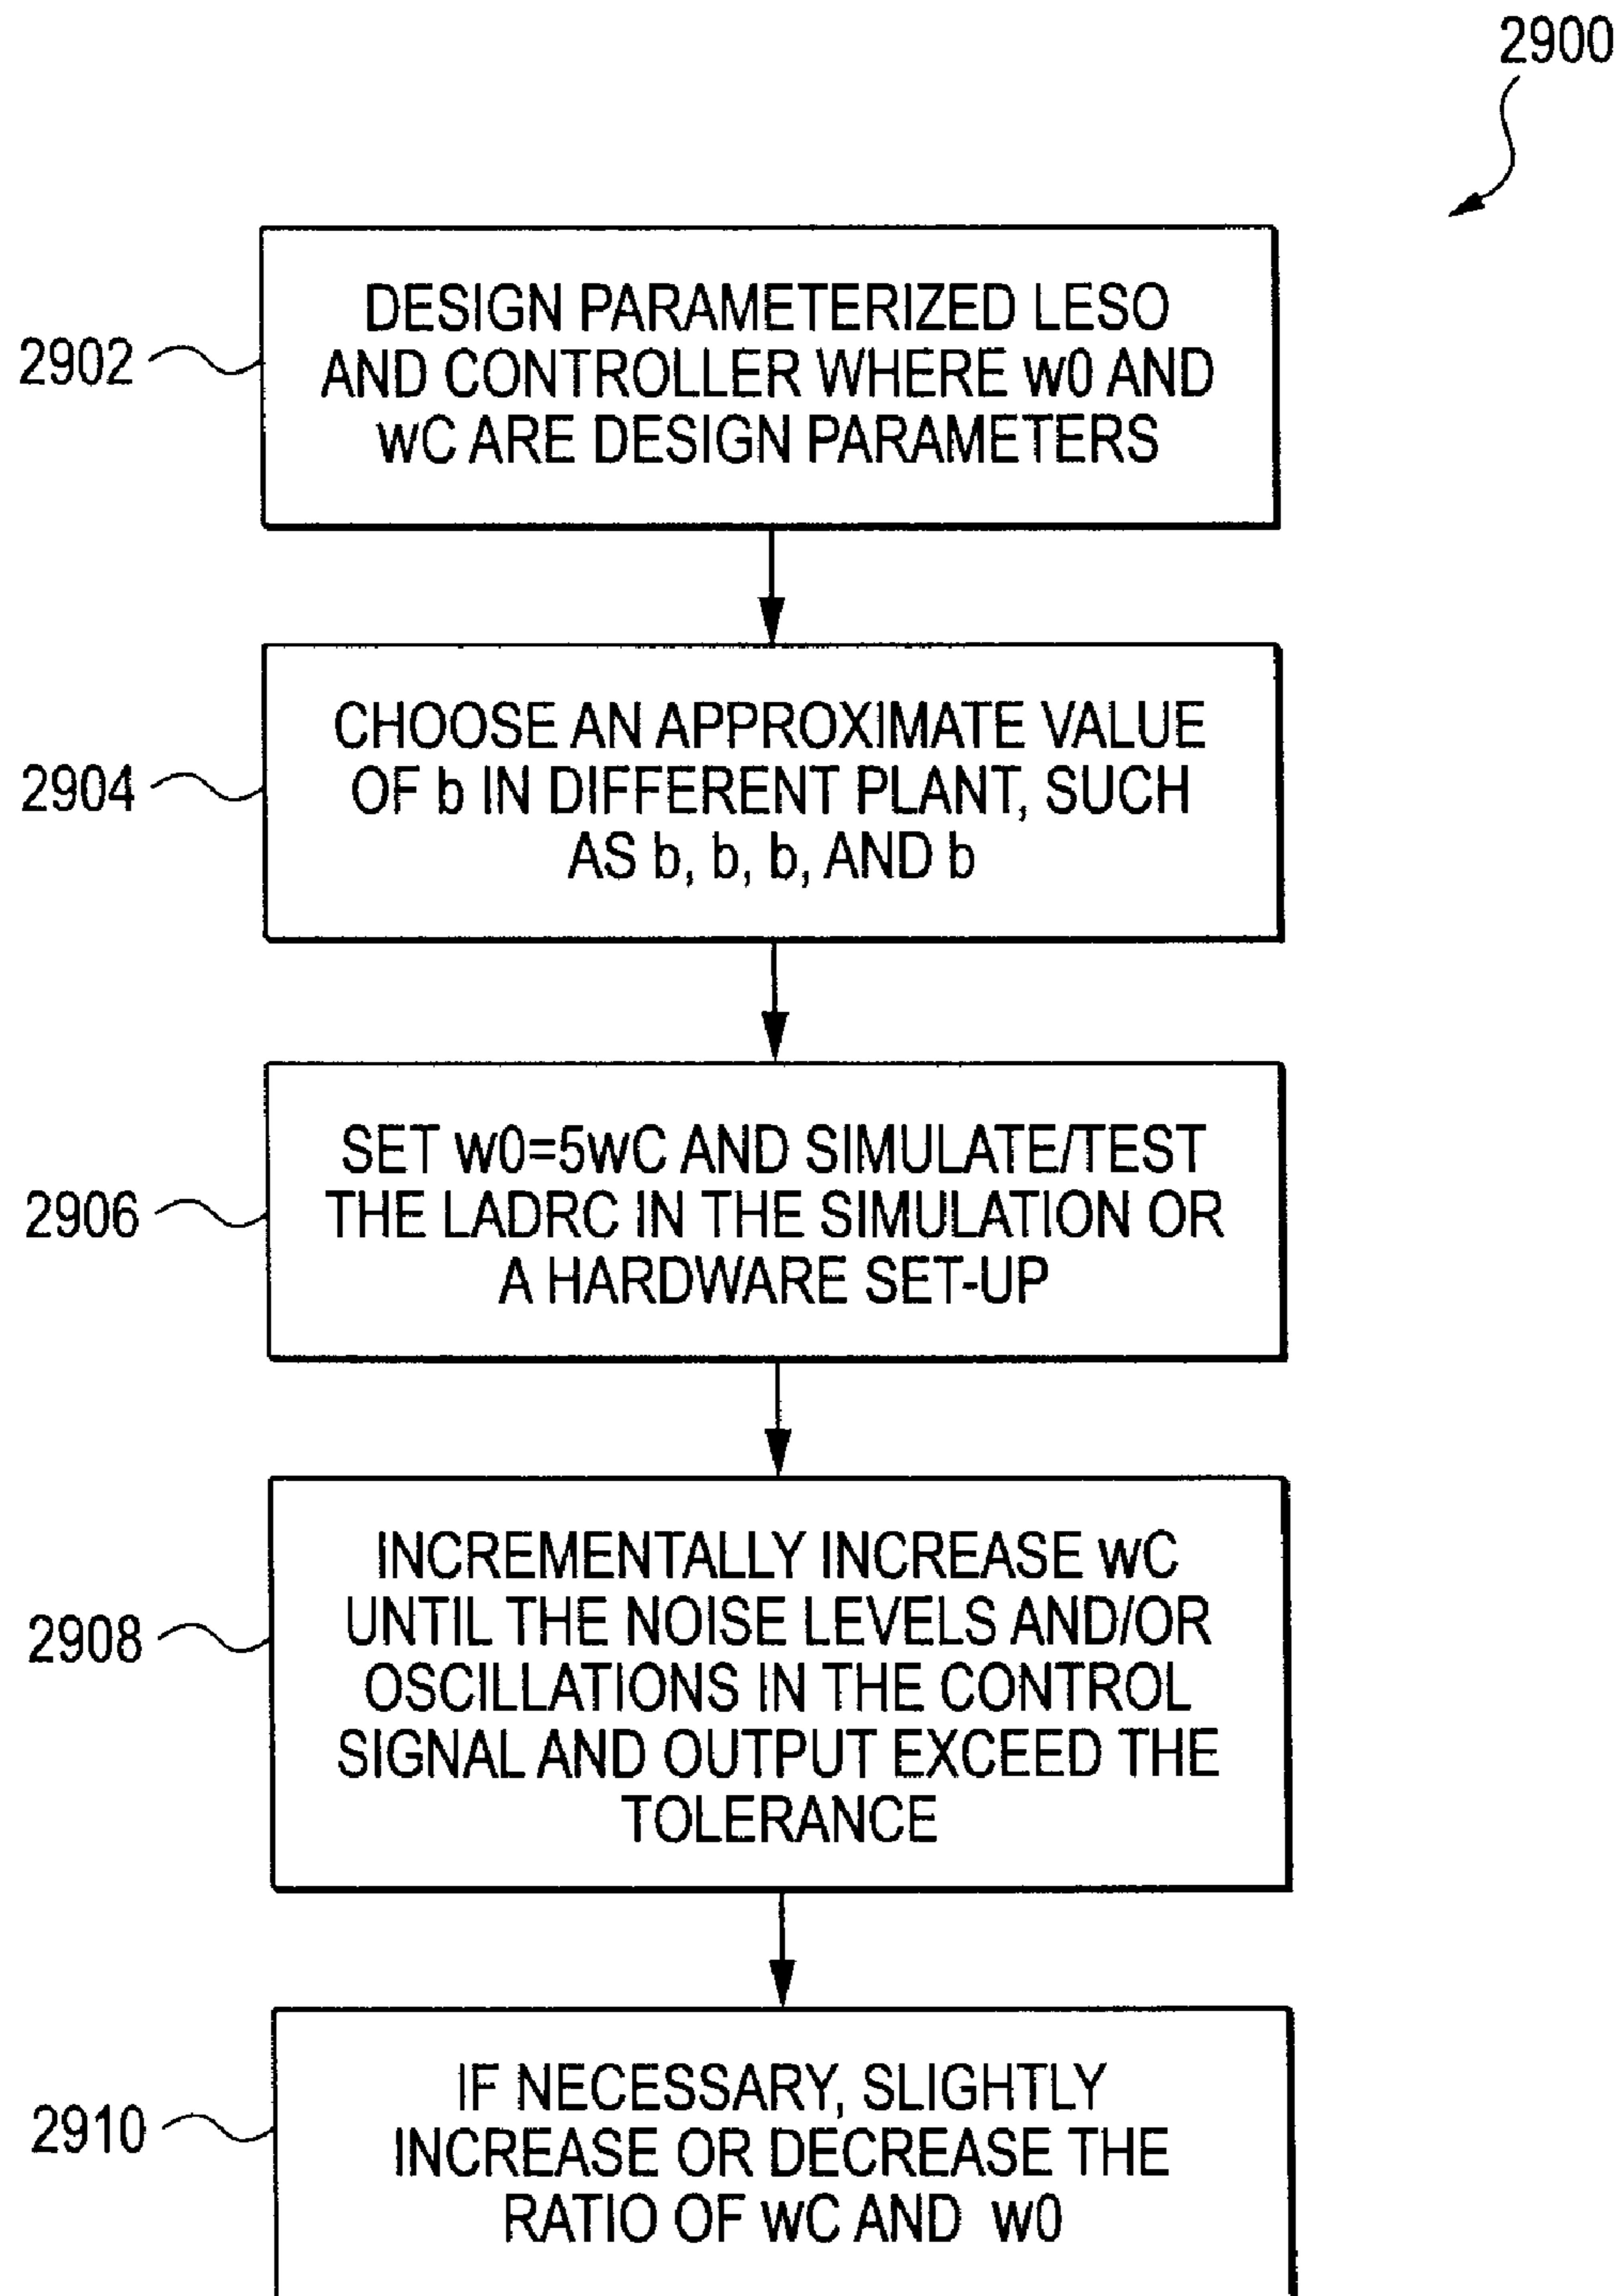 2900
2902
DESIGN PARAMETERIZED LESO
AND CONTROLLER WHERE w0 AND
wC ARE DESIGN PARAMETERS
2904
CHOOSE AN APPROXIMATE VALUE
OF b IN DIFFERENT PLANT, SUCH
AS b, b, b, AND b
2906
SET w0=5wC AND SIMULATE/TEST
THE LADRC IN THE SIMULATION OR
A HARDWARE SET-UP
2908
INCREMENTALLY INCREASE wC
UNTIL THE NOISE LEVELS AND/OR
OSCILLATIONS IN THE CONTROL
SIGNAL AND OUTPUT EXCEED THE
TOLERANCE
2910
IF NECESSARY, SLIGHTLY
INCREASE OR DECREASE THE
RATIO OF wC AND w0